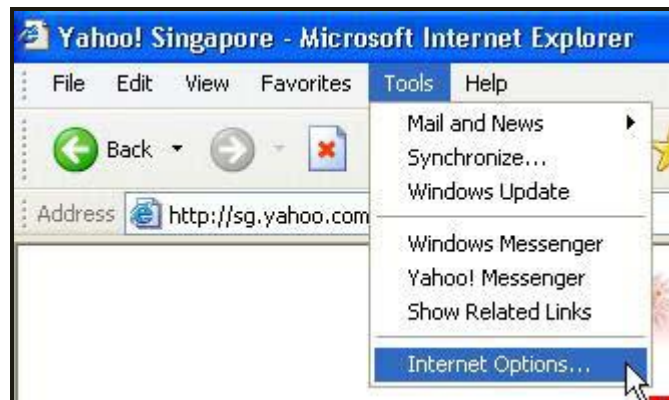 Yahoo! Singapore - Microsoft Internet Explorer
File Edit View Favorites Tools Help
Mail and News
Back
Synchronize...
Windows Update
Address http://sg.yahoo.com
Windows Messenger
Yahoo! Messenger
Show Related Links
Internet Options...